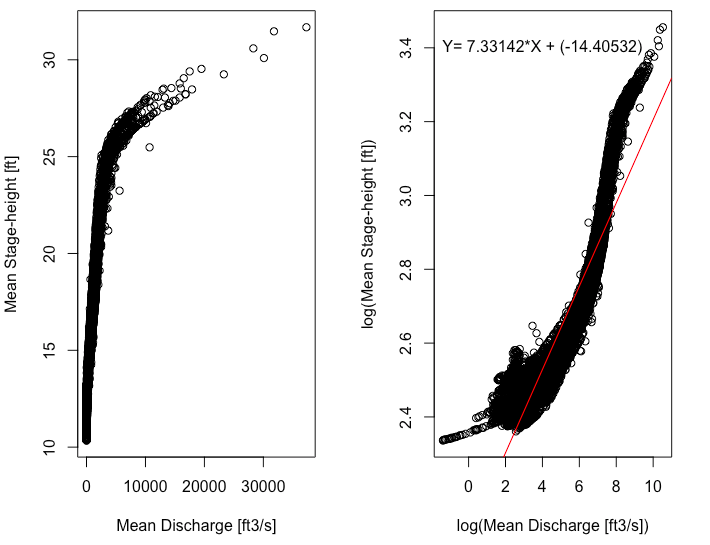 10 15 20 25 30
Mean Stage-height [ft]
0 10000 20000 30000
Mean Discharge [ft3/s]
Y= 7.33142*X + (-14.40532)
2.4 2.6 2.8 3.0 3.2 3.4
log(Mean Stage-height [ft])
0 2 4 6 8 10
log(Mean Discharge [ft3/s])